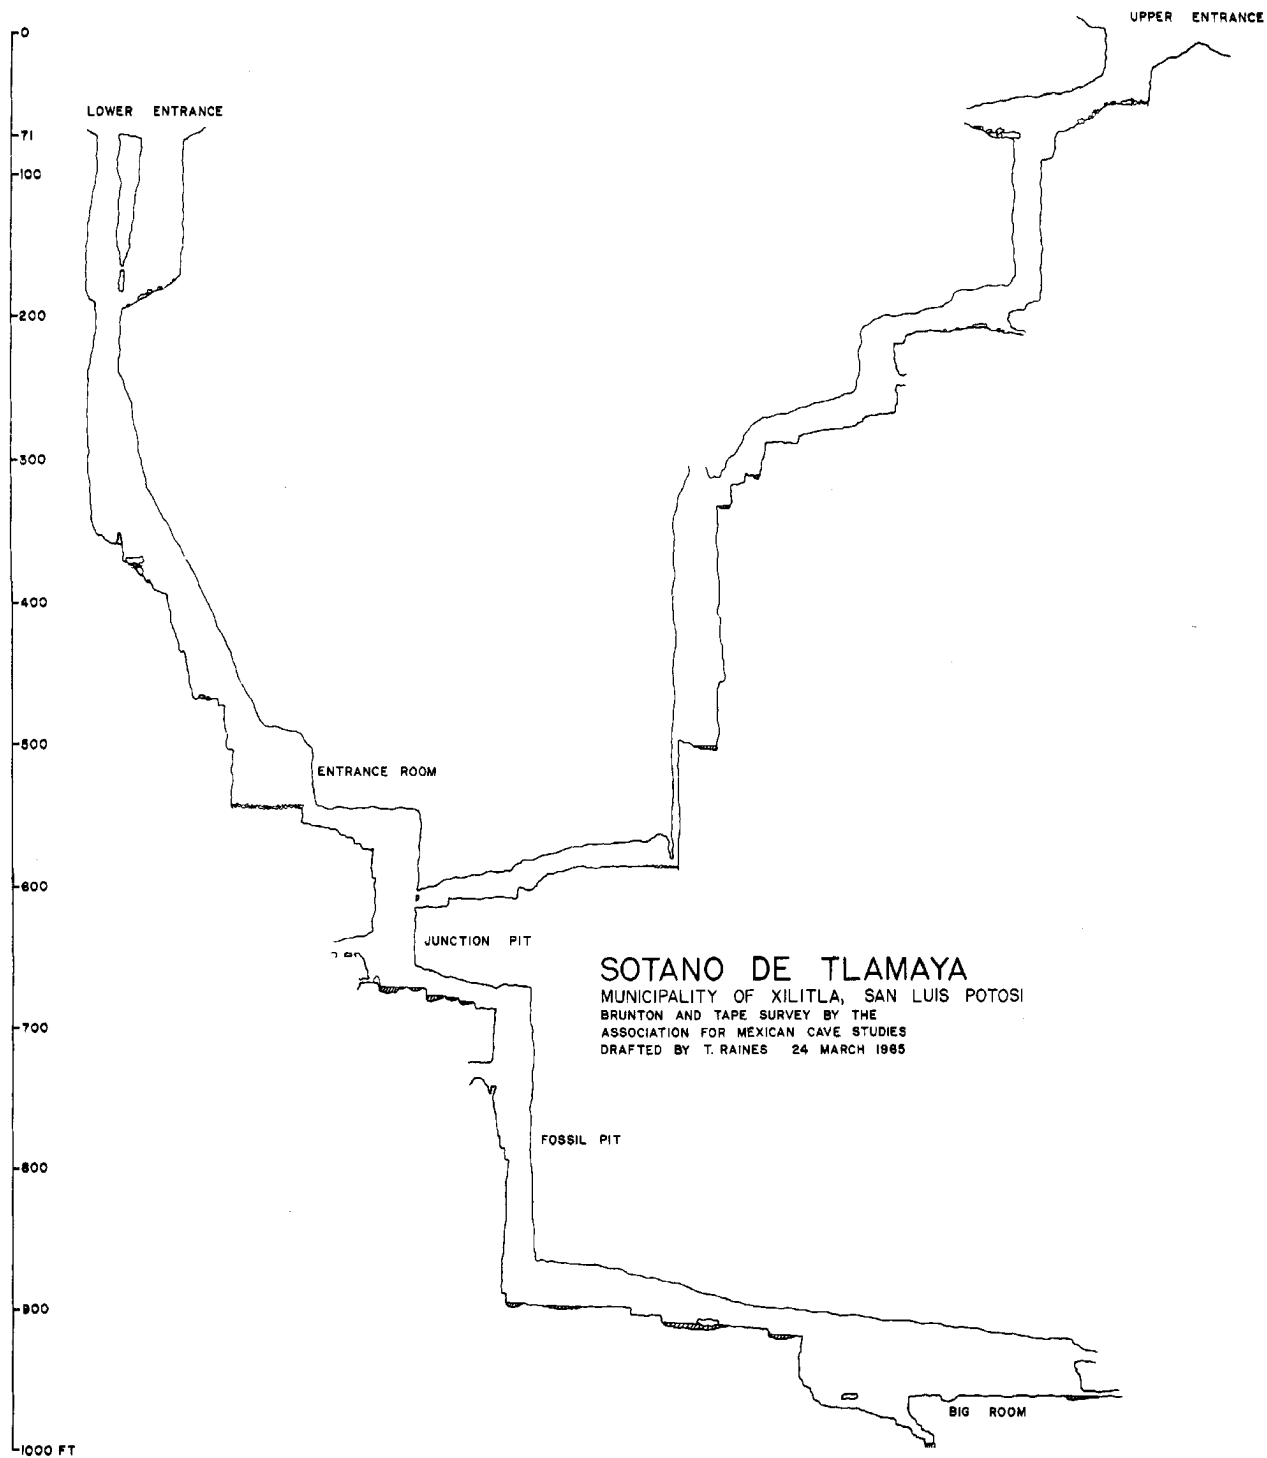 UPPER ENTRANCE
0
LOWER ENTRANCE
71
100
200
300
400
500
ENTRANCE ROOM
600
JUNCTION PIT
SOTANO DE TLAMAYA
MUNICIPALITY OF XILITLA, SAN LUIS POTOSI
BRUNTON AND TAPE SURVEY BY THE
ASSOCIATION FOR MEXICAN CAVE STUDIES
DRAFTED BY T. RAINES 24 MARCH 1965
700
FOSSIL PIT
800
900
BIG ROOM
1000 FT